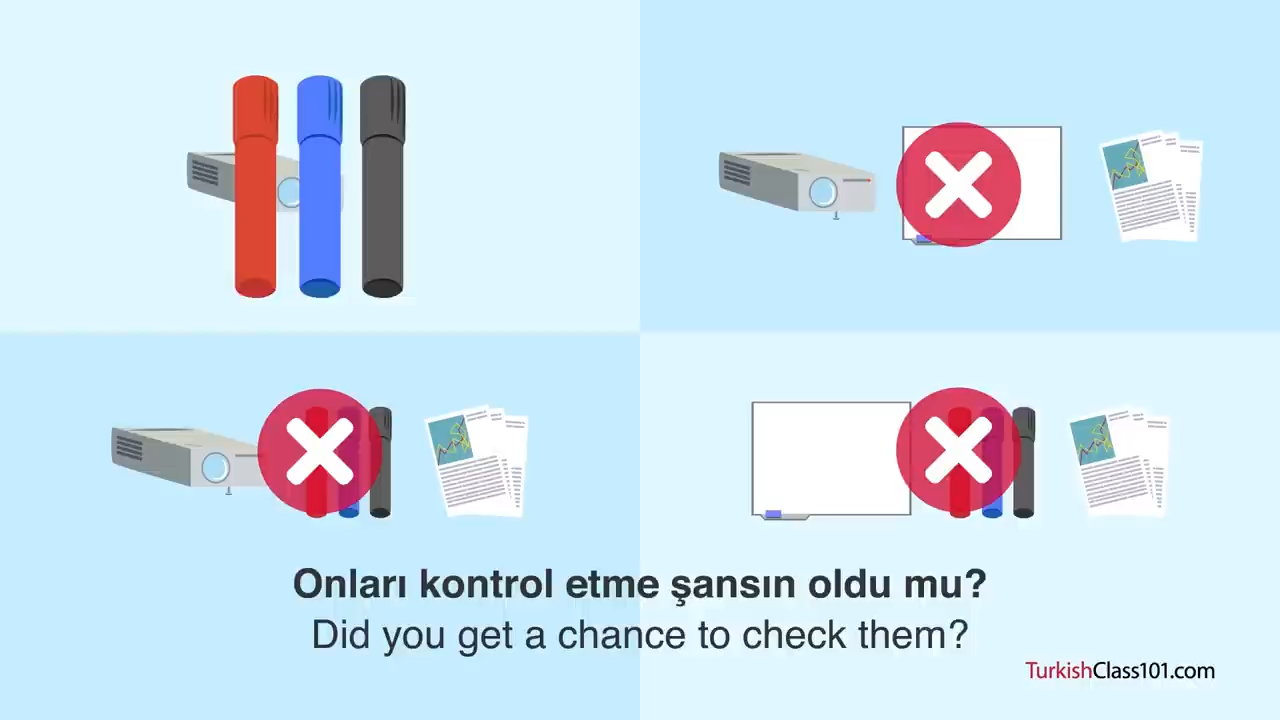 Onları kontrol etme şansın oldu mu?
Did you get a chance to check them?
TurkishClass101.com